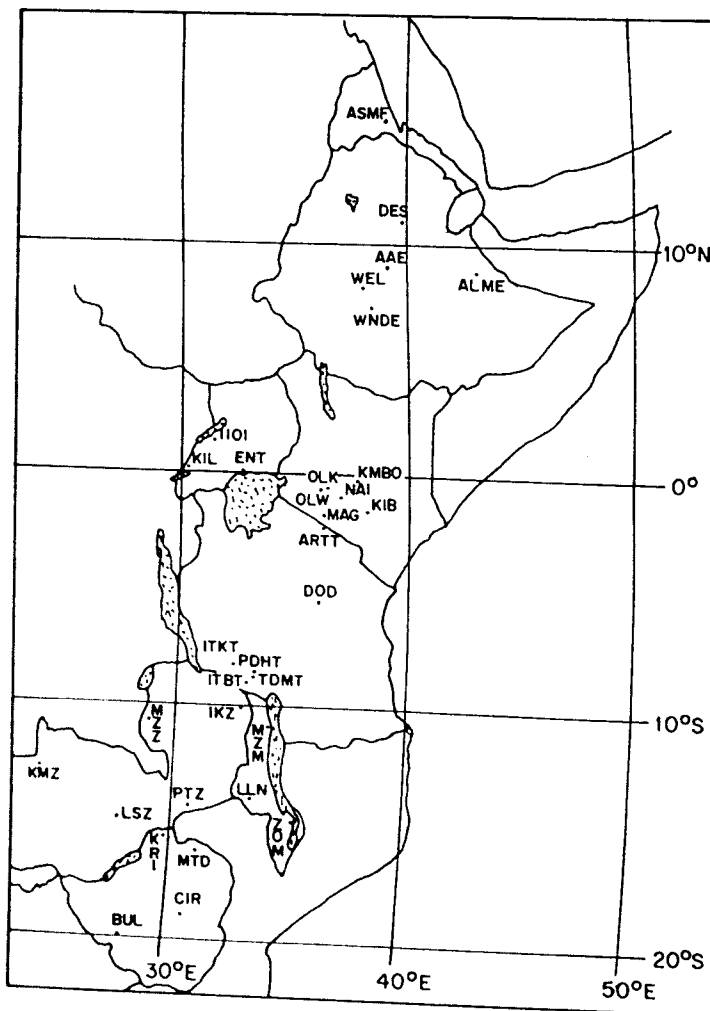 ASMF
DES
10°N
AAE
WEL
ALME
WNDE
1101
KIL
ENT
OLK
KMBO
0°
NAI
OLW
KIB
MAG
ARTT
DOD
ITKT
PDHT
ITBT
TDMT
IKZ
MZZ
MZM
10°S
KMZ
PTZ
LLN
LSZ
ZOM
KRI
MTD
CIR
BUL
20°S
30°E
40°E
50°E